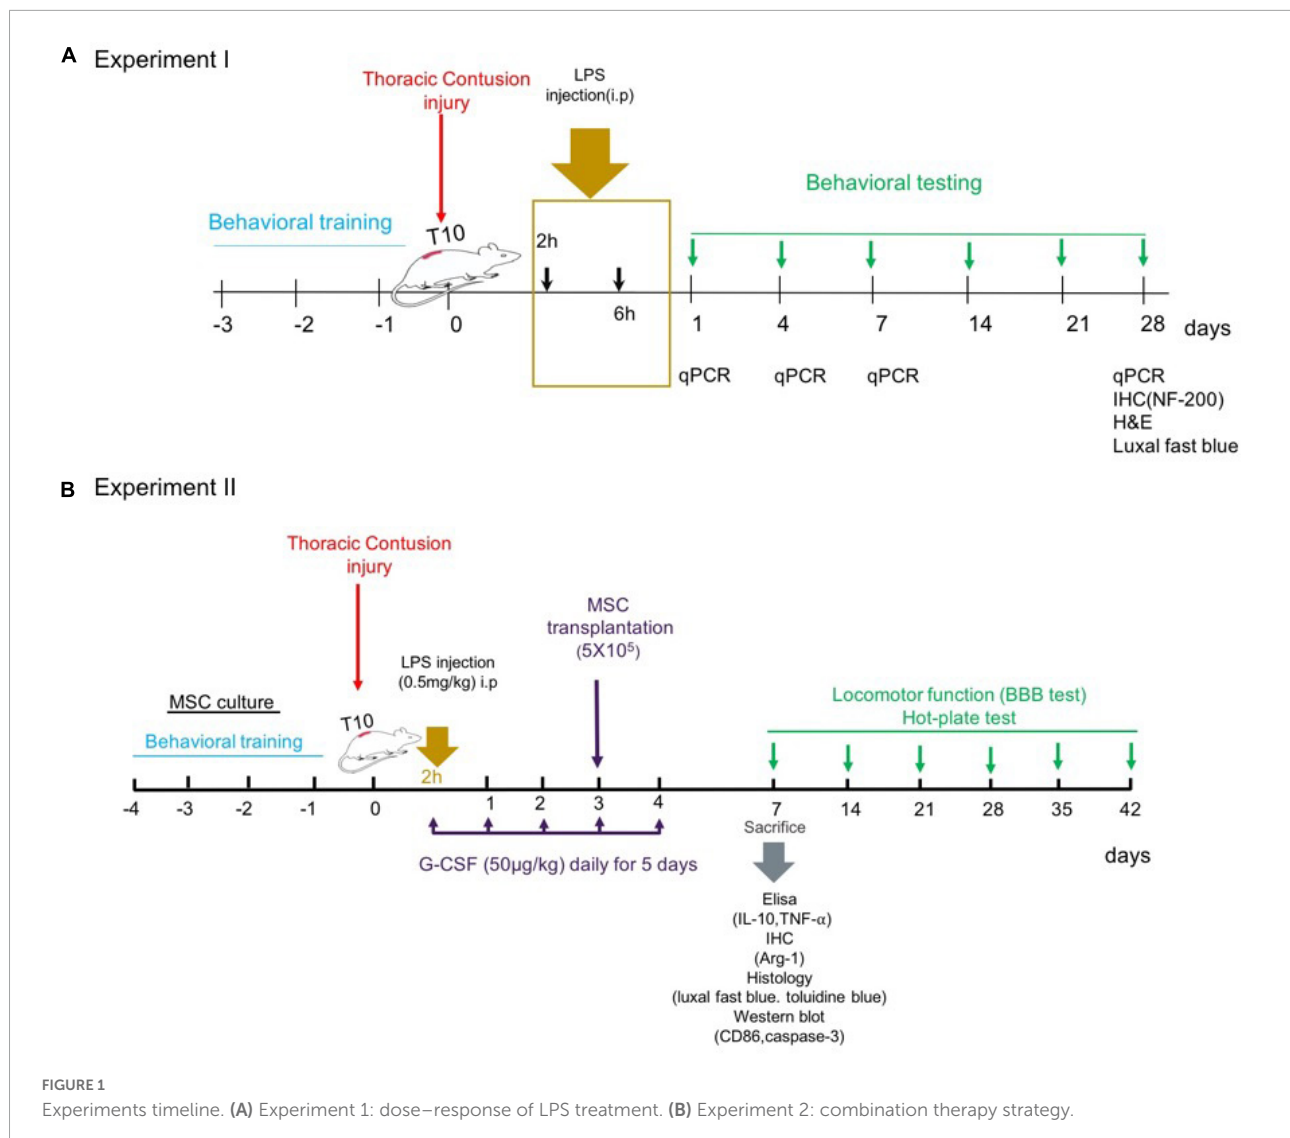 A Experiment I
Thoracic Contusion
injury
LPS
injection(i.p)
Behavioral testing
Behavioral training
T10
2h
6h
-3 -2 -1 0 1 4 7 14 21 28 days
qPCR qPCR qPCR qPCR
IHC(NF-200)
H&E
Luxal fast blue
B Experiment II
Thoracic Contusion
injury
MSC
transplantation
(5X10⁵)
LPS injection
(0.5mg/kg) i.p
MSC culture
Behavioral training
T10
Locomotor function (BBB test)
Hot-plate test
2h
-4 -3 -2 -1 0 1 2 3 4 7 14 21 28 35 42
days
G-CSF (50µg/kg) daily for 5 days
Sacrifice
Elisa
(IL-10,TNF-α)
IHC
(Arg-1)
Histology
(luxal fast blue. toluidine blue)
Western blot
(CD86,caspase-3)
FIGURE 1
Experiments timeline. (A) Experiment 1: dose–response of LPS treatment. (B) Experiment 2: combination therapy strategy.